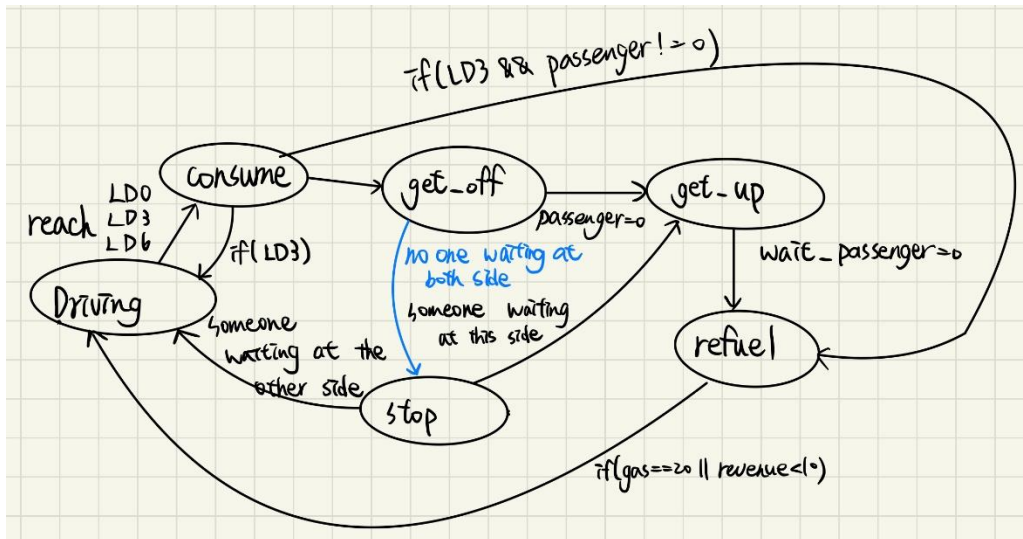 if(LD3 && passenger!=0)
consume
get_off
get_up
reach
LD0
LD3
LD6
if(LD3)
passenger=0
wait_passenger=0
no one waiting at
both side
Driving
someone
waiting at the
other side
someone waiting
at this side
refuel
stop
if(gas==20 || revenue<10)